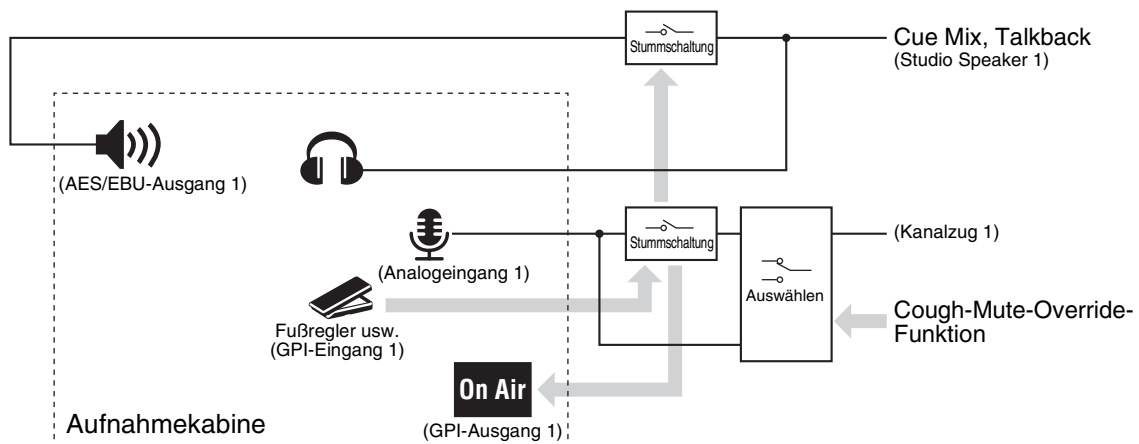 Stummschaltung
Cue Mix, Talkback
(Studio Speaker 1)
(AES/EBU-Ausgang 1)
Stummschaltung
(Kanalzug 1)
(Analogeingang 1)
Auswählen
Cough-Mute-Override-
Funktion
Fußregler usw.
(GPI-Eingang 1)
On Air
(GPI-Ausgang 1)
Aufnahmekabine